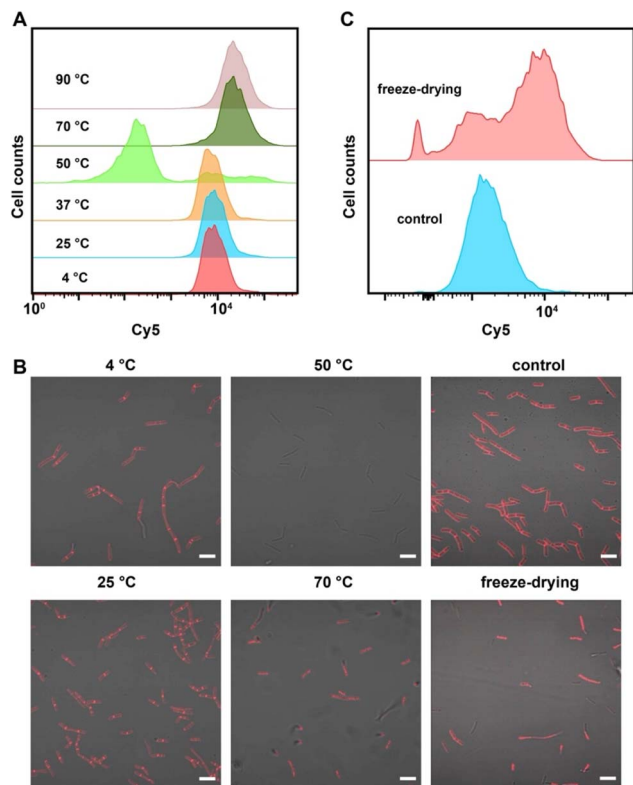 A
90 °C
70 °C
50 °C
37 °C
25 °C
4 °C
Cell counts
10⁰
10⁴
Cy5
C
freeze-drying
control
Cell counts
10⁴
Cy5
B
4 °C
50 °C
control
25 °C
70 °C
freeze-drying